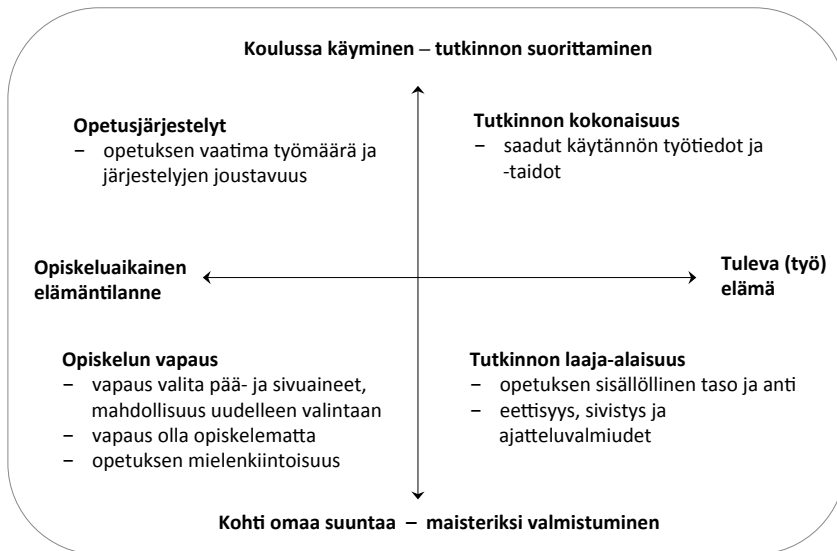 Koulussa käyminen – tutkinnon suorittaminen
Opetusjärjestelyt
– opetuksen vaatima työmäärä ja
järjestelyjen joustavuus
Tutkinnon kokonaisuus
– saadut käytännön työtiedot ja
-taidot
Opiskeluaikainen
elämäntilanne
Tuleva (työ)
elämä
Opiskelun vapaus
– vapaus valita pää- ja sivuaineet,
mahdollisuus uudelleen valintaan
– vapaus olla opiskelematta
– opetuksen mielenkiintoisuus
Tutkinnon laaja-alaisuus
– opetuksen sisällöllinen taso ja anti
– eettisyys, sivistys ja
ajatteluvalmiudet
Kohti omaa suuntaa – maisteriksi valmistuminen